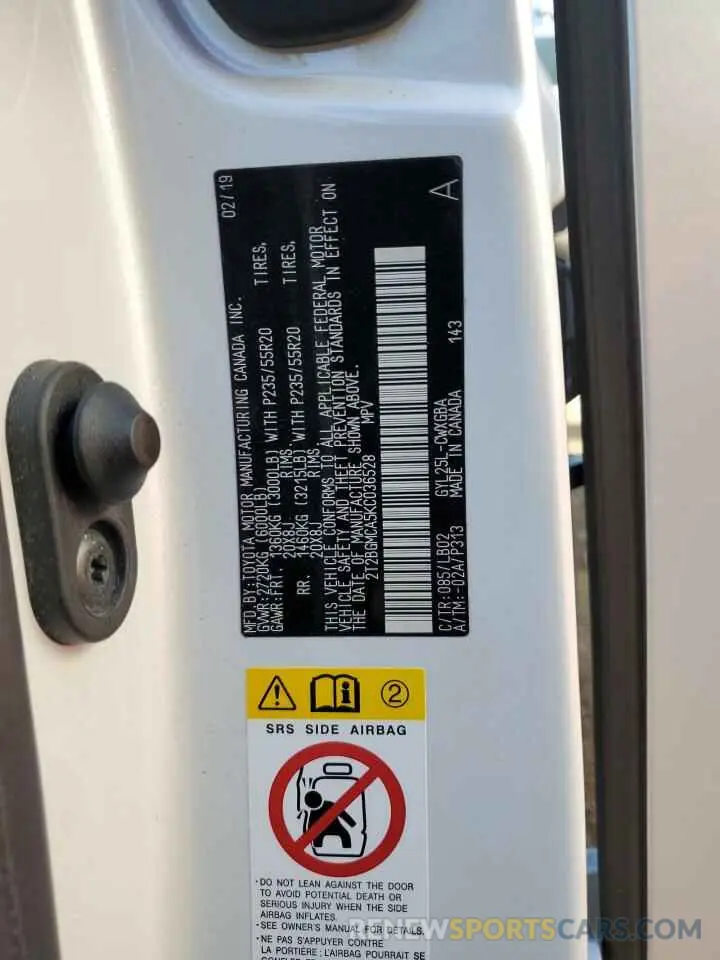 02/19
MFD.BY:TOYOTA MOTOR MANUFACTURING CANADA INC.
GVWR:2720KG (6000LB)
GAWR:FRT. 1360KG (3000LB) WITH P235/55R20 TIRES,
20X8J RIMS
RR. 1460KG (3215LB) WITH P235/55R20 TIRES,
20X8J RIMS
THIS VEHICLE CONFORMS TO ALL APPLICABLE FEDERAL MOTOR
VEHICLE SAFETY AND THEFT PREVENTION STANDARDS IN EFFECT ON
THE DATE OF MANUFACTURE SHOWN ABOVE.
2T2BGMCA5KC036528 MPV
A
C/TR:085/LB02 GYL25L-CWXGBA
A/TM:-02A/P313 MADE IN CANADA 143
2
SRS SIDE AIRBAG
·DO NOT LEAN AGAINST THE DOOR
TO AVOID POTENTIAL DEATH OR
SERIOUS INJURY WHEN THE SIDE
AIRBAG INFLATES.
·SEE OWNER'S MANUAL FOR DETAILS.
·NE PAS S'APPUYER CONTRE
LA PORTIERE; L'AIRBAG POURRAIT SE
RENEWSPORTSCARS.COM